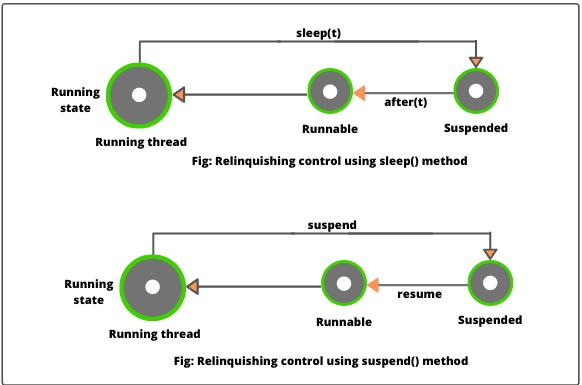 sleep(t)
Running
state
after(t)
Running thread
Runnable
Suspended
Fig: Relinquishing control using sleep() method
suspend
Running
state
resume
Running thread
Runnable
Suspended
Fig: Relinquishing control using suspend() method